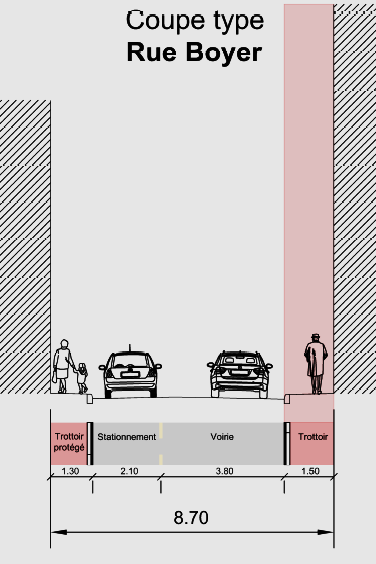 Coupe type
Rue Boyer
Trottoir protégé
Stationnement
Voirie
Trottoir
1.30
2.10
3.80
1.50
8.70